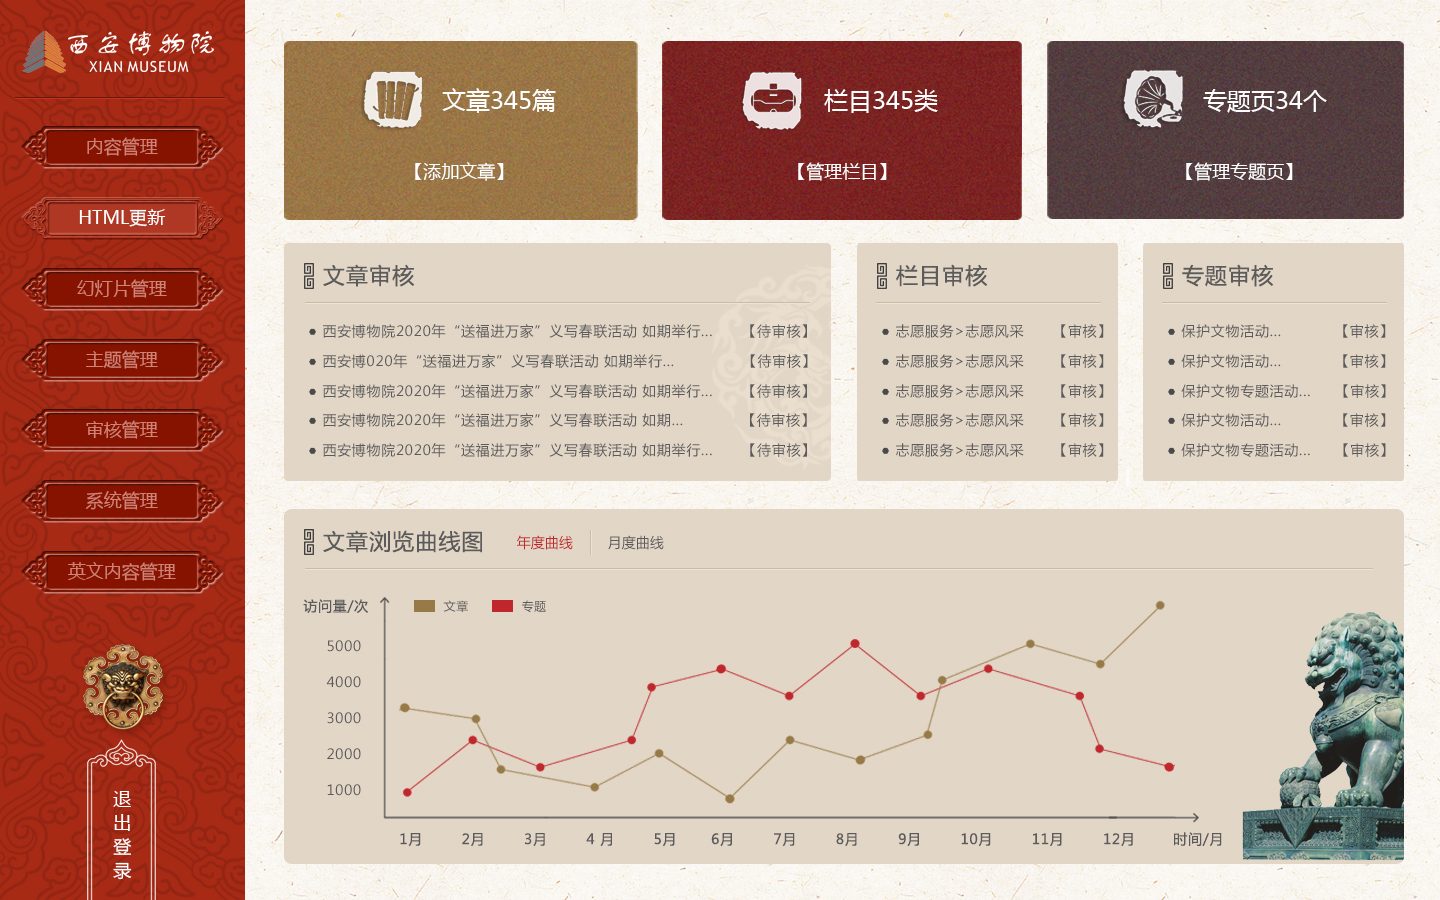 西安博物院
XIAN MUSEUM
内容管理
HTML更新
幻灯片管理
主题管理
审核管理
系统管理
英文内容管理
退出登录
文章345篇
【添加文章】
栏目345类
【管理栏目】
专题页34个
【管理专题页】
文章审核
西安博物院2020年“送福进万家”义写春联活动 如期举行... 【待审核】
西安博020年“送福进万家”义写春联活动 如期举行... 【待审核】
西安博物院2020年“送福进万家”义写春联活动 如期举行... 【待审核】
西安博物院2020年“送福进万家”义写春联活动 如期... 【待审核】
西安博物院2020年“送福进万家”义写春联活动 如期举行... 【待审核】
栏目审核
志愿服务>志愿风采 【审核】
志愿服务>志愿风采 【审核】
志愿服务>志愿风采 【审核】
志愿服务>志愿风采 【审核】
志愿服务>志愿风采 【审核】
专题审核
保护文物活动... 【审核】
保护文物活动... 【审核】
保护文物专题活动... 【审核】
保护文物活动... 【审核】
保护文物专题活动... 【审核】
文章浏览曲线图 年度曲线 月度曲线
访问量/次 文章 专题
5000
4000
3000
2000
1000
1月 2月 3月 4 月 5月 6月 7月 8月 9月 10月 11月 12月 时间/月